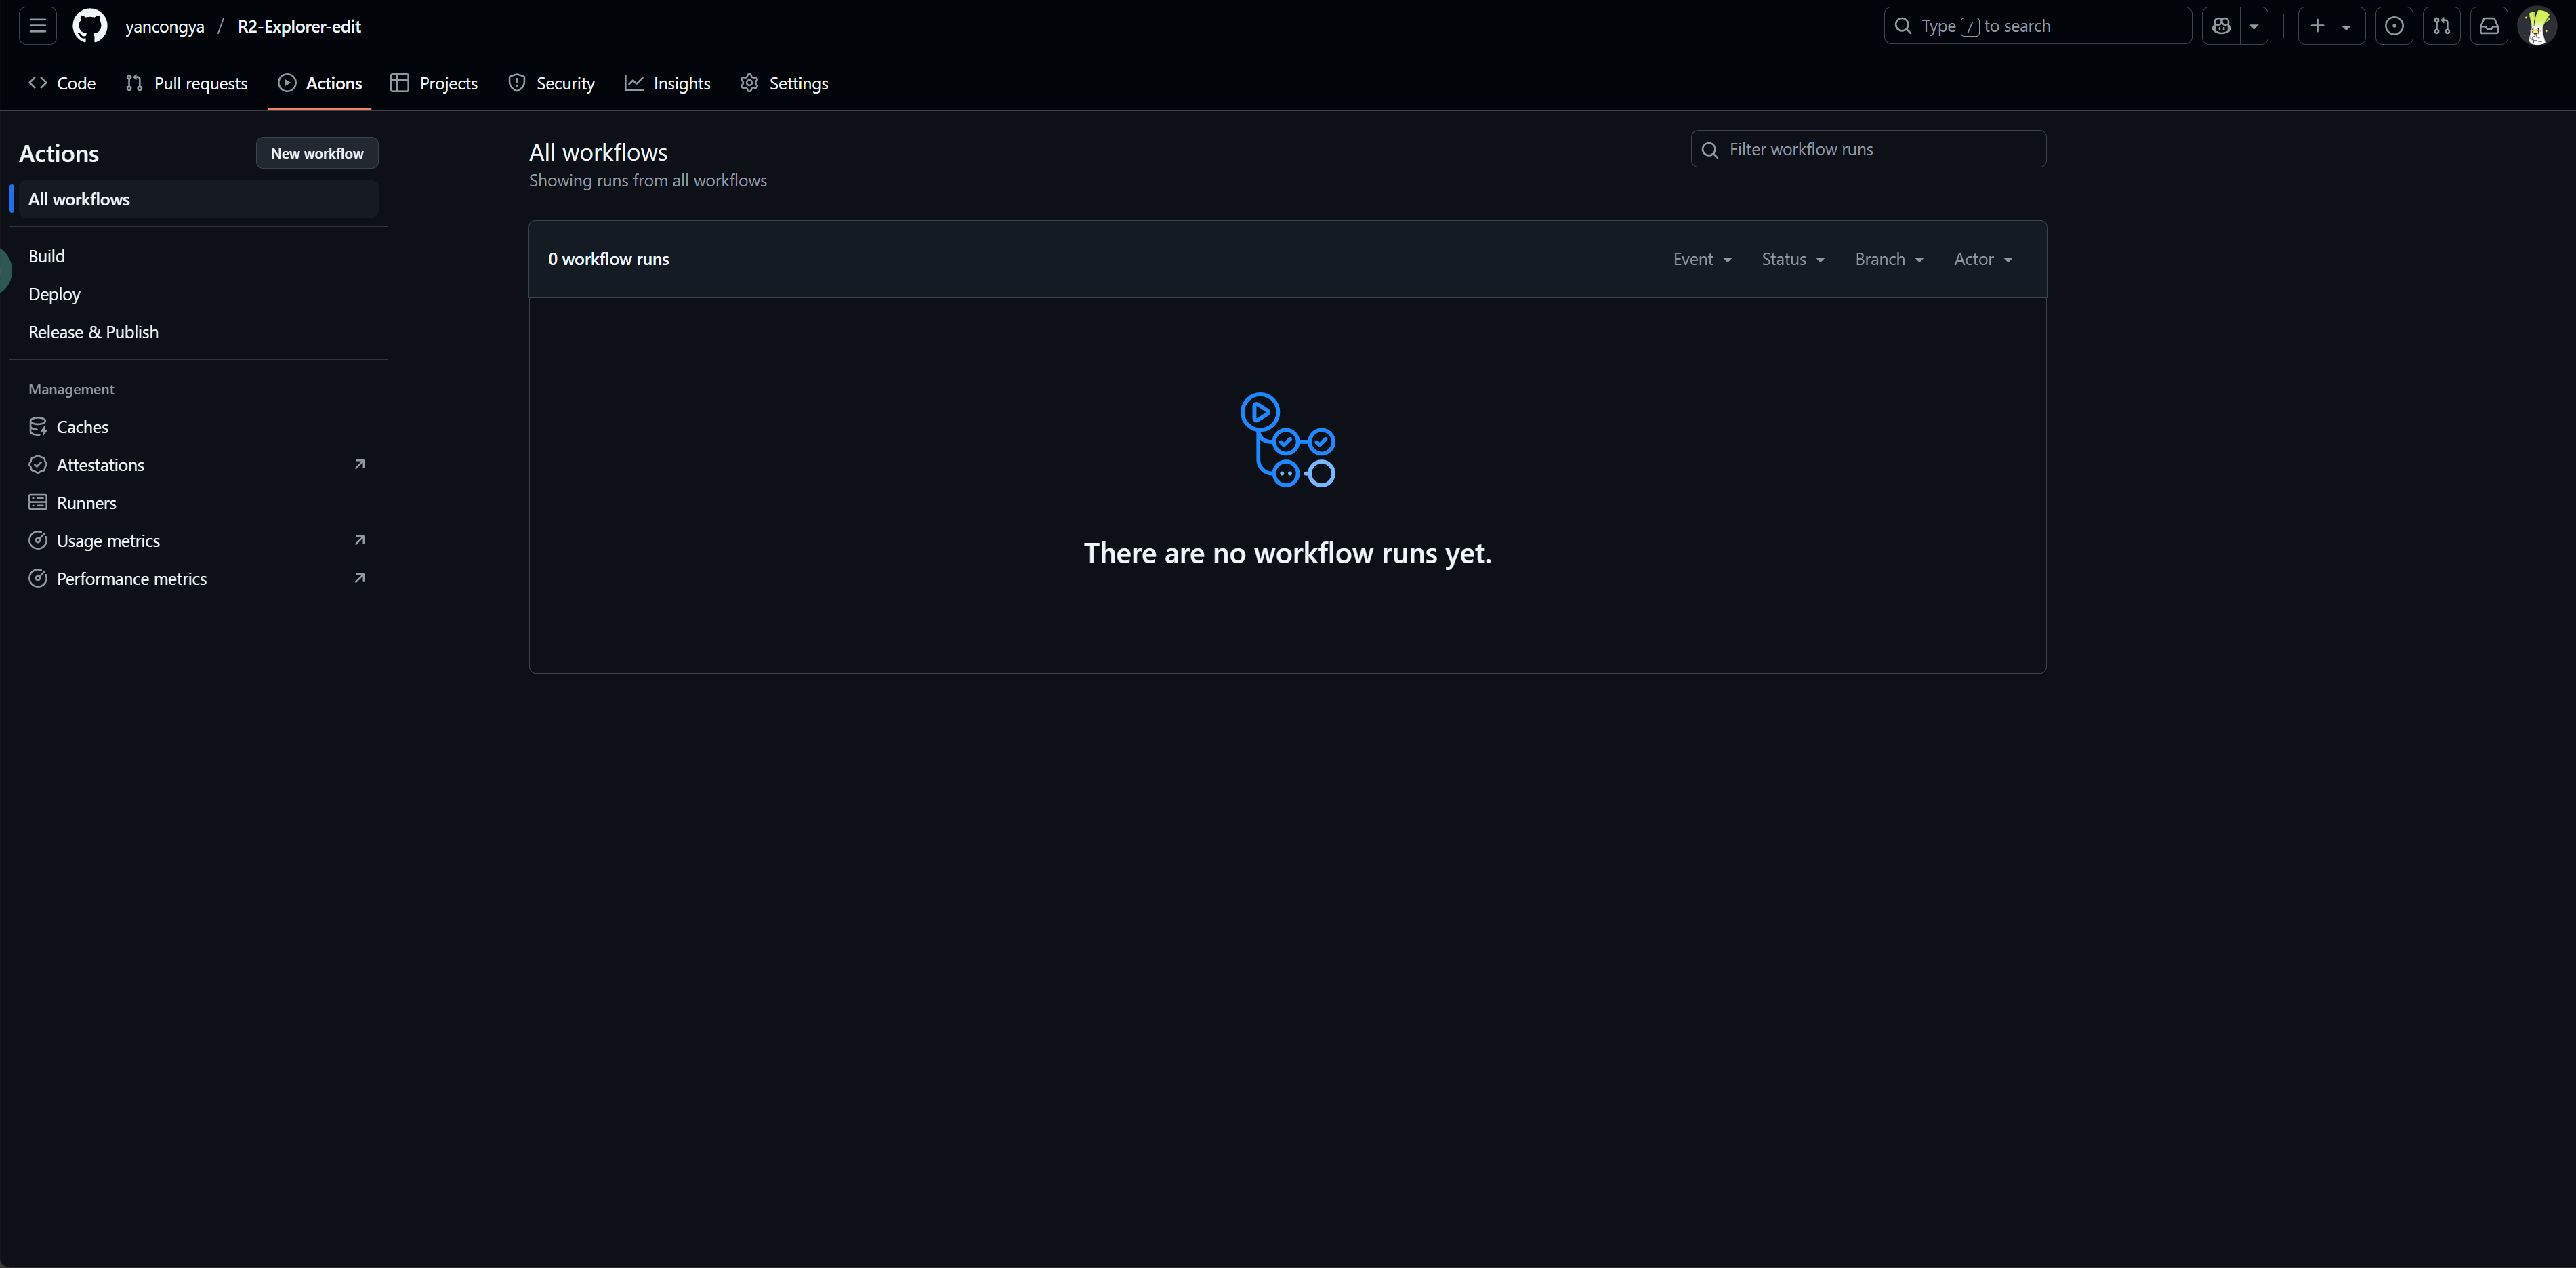 yancongya / R2-Explorer-edit
Type / to search
Code Pull requests Actions Projects Security Insights Settings
Actions
New workflow
All workflows
Build
Deploy
Release & Publish
Management
Caches
Attestations
Runners
Usage metrics
Performance metrics
All workflows
Showing runs from all workflows
Filter workflow runs
0 workflow runs
Event Status Branch Actor
There are no workflow runs yet.